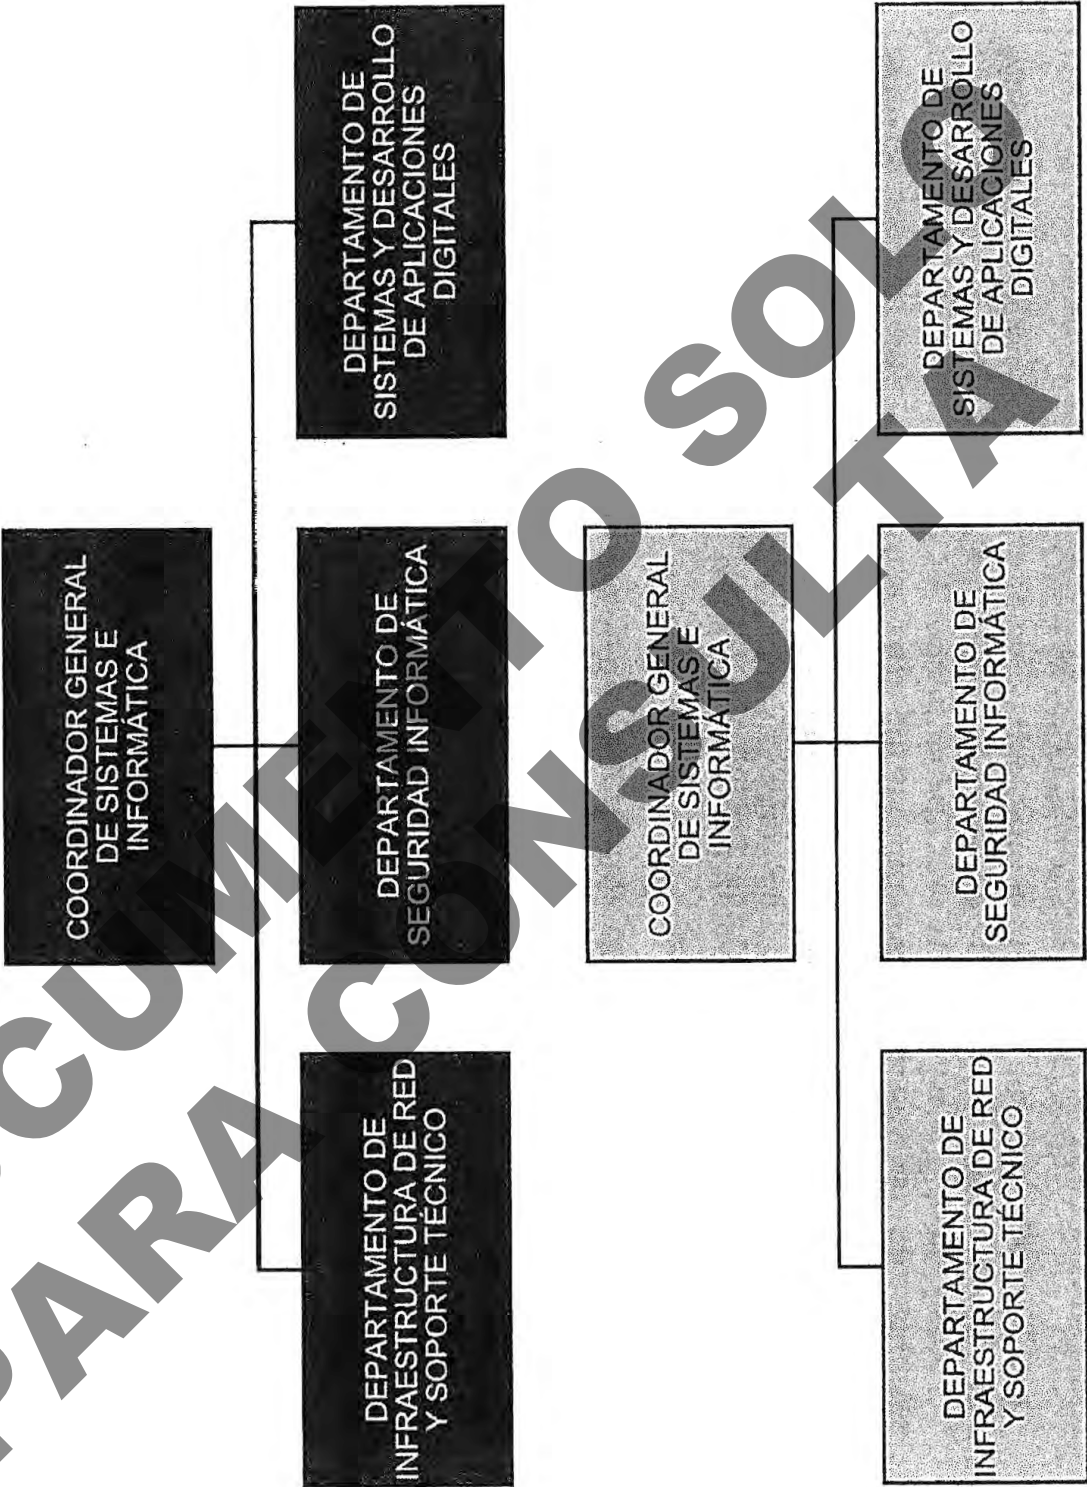 COORDINADOR GENERAL
DE SISTEMAS E
INFORMÁTICA
DEPARTAMENTO DE
INFRAESTRUCTURA DE RED
Y SOPORTE TÉCNICO
DEPARTAMENTO DE
SEGURIDAD INFORMÁTICA
DEPARTAMENTO DE
SISTEMAS Y DESARROLLO
DE APLICACIONES
DIGITALES
COORDINADOR GENERAL
DE SISTEMAS E
INFORMÁTICA
DEPARTAMENTO DE
INFRAESTRUCTURA DE RED
Y SOPORTE TÉCNICO
DEPARTAMENTO DE
SEGURIDAD INFORMÁTICA
DEPARTAMENTO DE
SISTEMAS Y DESARROLLO
DE APLICACIONES
DIGITALES
CUMENTO SOLO
PARA CONSULTA